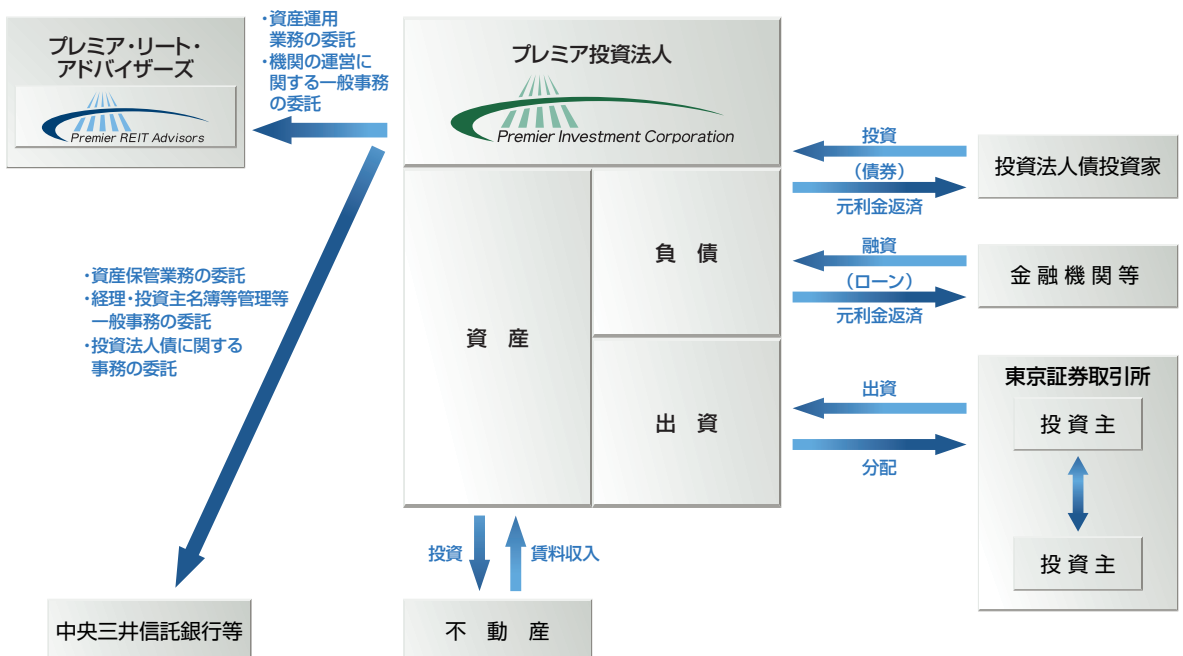 プレミア・リート・
アドバイザーズ
Premier REIT Advisors
・資産運用
業務の委託
・機関の運営に
関する一般事務
の委託
プレミア投資法人
Premier Investment Corporation
投資
（債券）
元利金返済
投資法人債投資家
負 債
融資
（ローン）
元利金返済
金融機関等
・資産保管業務の委託
・経理・投資主名簿等管理等
一般事務の委託
・投資法人債に関する
事務の委託
資 産
出 資
出資
分配
東京証券取引所
投資主
投資主
投資
賃料収入
中央三井信託銀行等
不 動 産